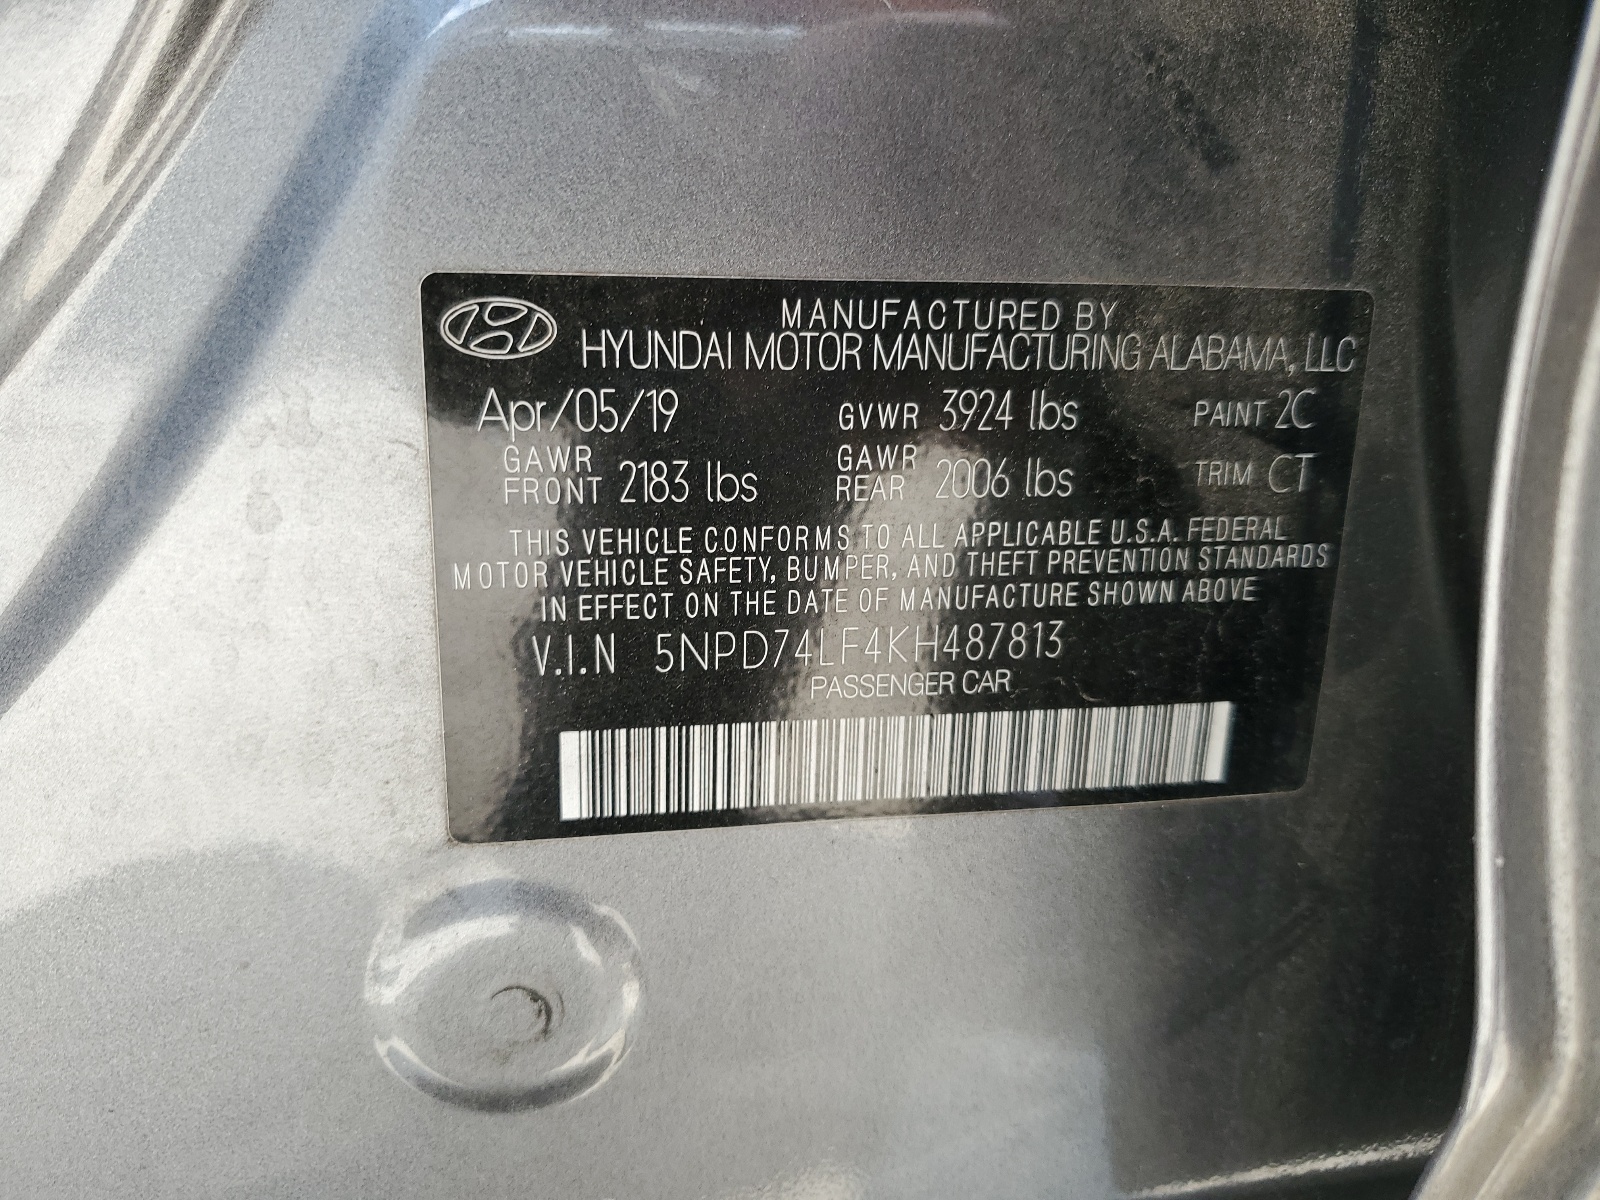 MANUFACTURED BY
HYUNDAI MOTOR MANUFACTURING ALABAMA, LLC
Apr/05/19 GVWR 3924 lbs PAINT 2C
GAWR FRONT 2183 lbs GAWR REAR 2006 lbs TRIM CT
THIS VEHICLE CONFORMS TO ALL APPLICABLE U.S.A. FEDERAL
MOTOR VEHICLE SAFETY, BUMPER, AND THEFT PREVENTION STANDARDS
IN EFFECT ON THE DATE OF MANUFACTURE SHOWN ABOVE
V.I.N 5NPD74LF4KH487813
PASSENGER CAR